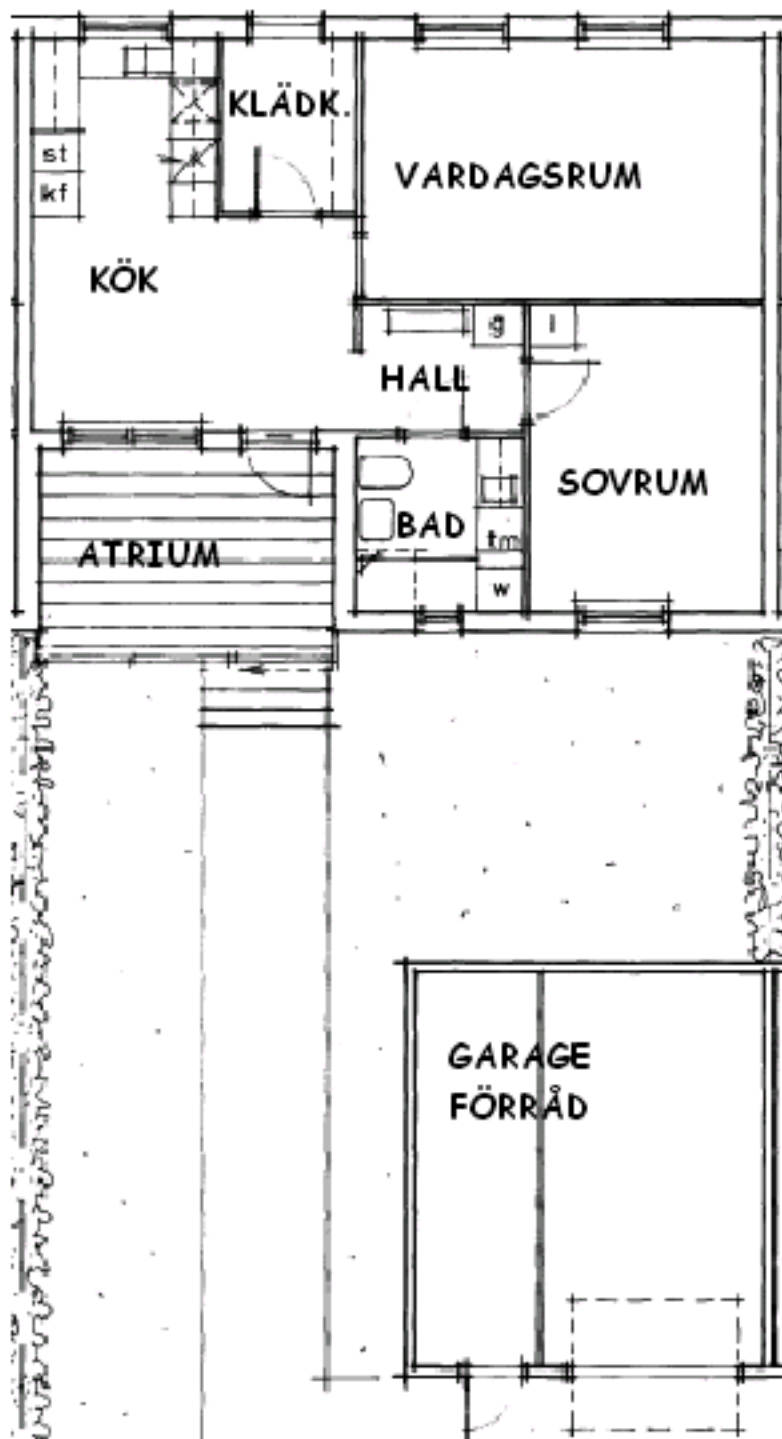 KLÄDK.
st
kf
VARDAGSRUM
KÖK
g
l
HALL
SOVRUM
BAD
ATRIUM
tm
w
GARAGE
FÖRRÅD